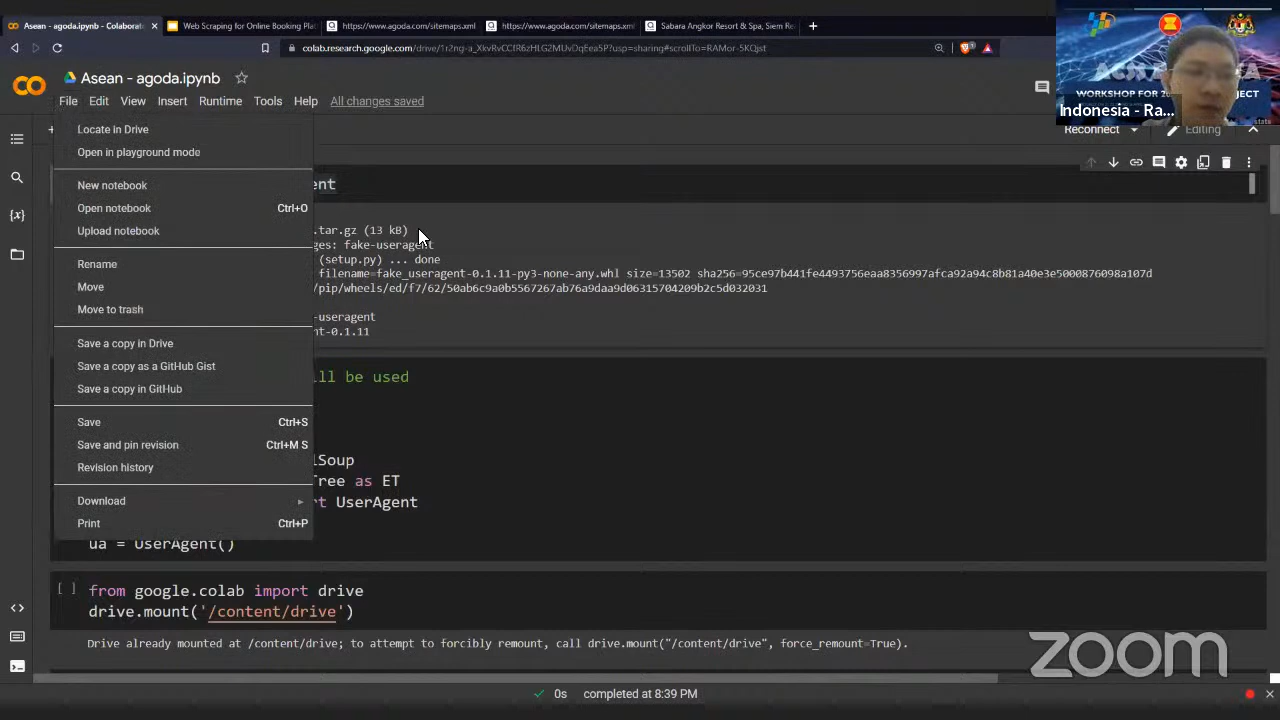 Asean - agoda.ipynb - Colaborat
Web Scraping for Online Booking Plat
https://www.agoda.com/sitemaps.xml
https://www.agoda.com/sitemaps.xml
Sabara Angkor Resort & Spa, Siem Re
Asean - agoda.ipynb
File Edit View Insert Runtime Tools Help All changes saved
WORKSHOP FOR
Indonesia - Ra...
Reconnect
Editing
Locate in Drive
Open in playground mode
New notebook
Open notebook Ctrl+O
Upload notebook
Rename
Move
Move to trash
Save a copy in Drive
Save a copy as a GitHub Gist
Save a copy in GitHub
Save Ctrl+S
Save and pin revision Ctrl+M S
Revision history
Download
Print Ctrl+P
ent
.tar.gz (13 kB)
ges: fake-useragent
(setup.py) ... done
filename=fake_useragent-0.1.11-py3-none-any.whl size=13502 sha256=95ce97b441fe4493756eaa8356997afca92a94c8b81a40e3e5000876098a107d
/pip/wheels/ed/f7/62/50ab6c9a0b5567267ab76a9daa9d06315704209b2c5d032031
-useragent
nt-0.1.11
ll be used
lSoup
Tree as ET
rt UserAgent
ua = UserAgent()
[ ] from google.colab import drive
drive.mount('/content/drive')
Drive already mounted at /content/drive; to attempt to forcibly remount, call drive.mount("/content/drive", force_remount=True).
zoom
0s completed at 8:39 PM